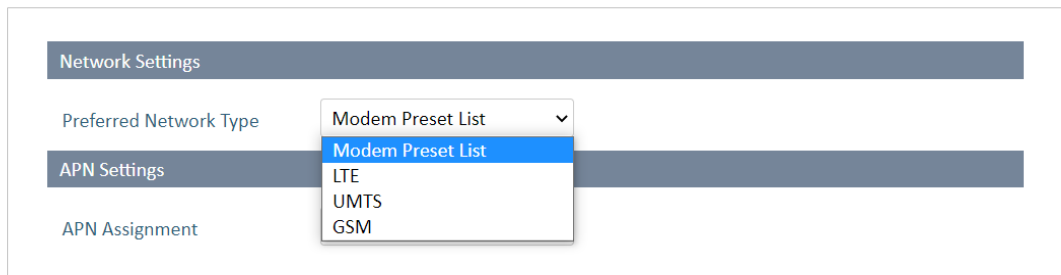 Network Settings
Preferred Network Type Modem Preset List
Modem Preset List
APN Settings
LTE
UMTS
APN Assignment
GSM